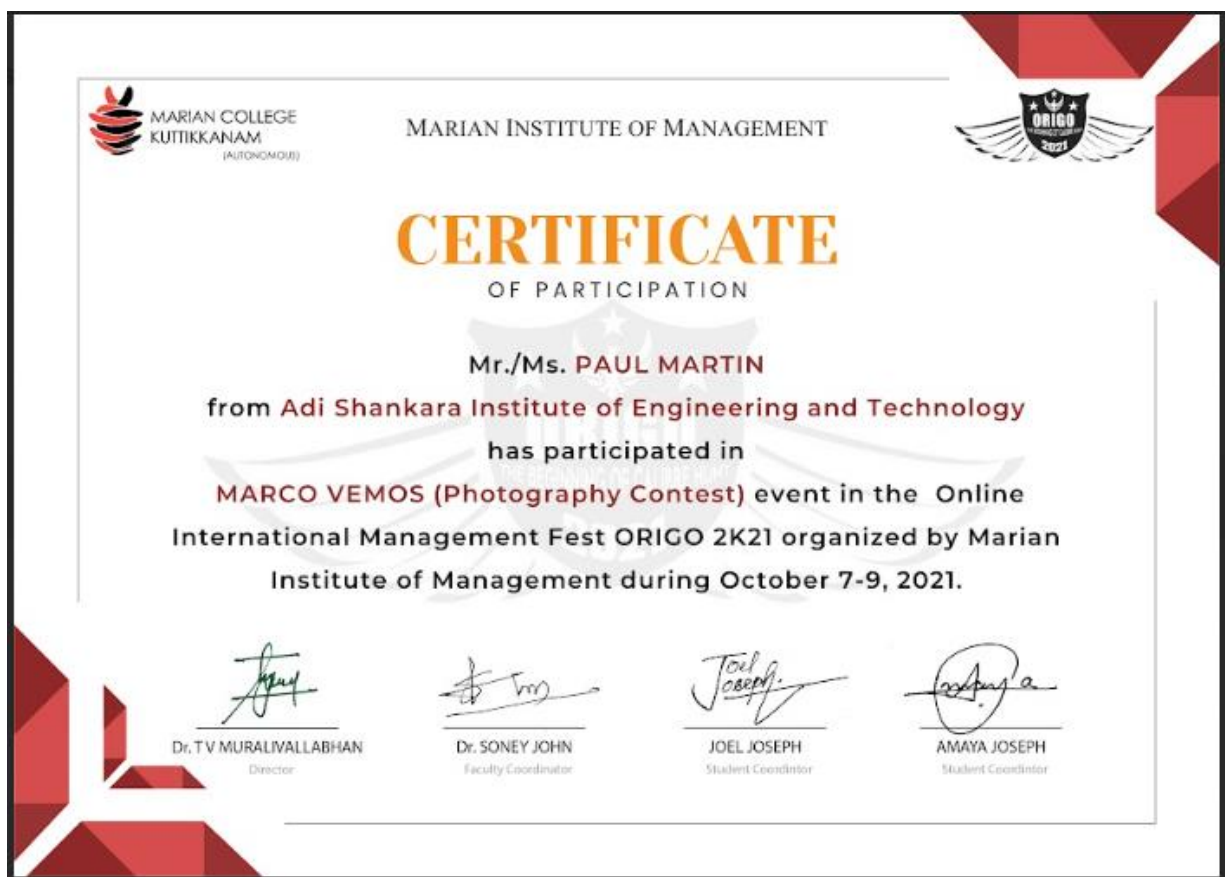 MARIAN COLLEGE
KUTTIKKANAM
(AUTONOMOUS)
MARIAN INSTITUTE OF MANAGEMENT
ORIGO
2021
CERTIFICATE
OF PARTICIPATION
Mr./Ms. PAUL MARTIN
from Adi Shankara Institute of Engineering and Technology
has participated in
MARCO VEMOS (Photography Contest) event in the Online
International Management Fest ORIGO 2K21 organized by Marian
Institute of Management during October 7-9, 2021.
Joel
Joseph.
Amaya
Dr. T V MURALIVALLABHAN
Director
Dr. SONEY JOHN
Faculty Coordinator
JOEL JOSEPH
Student Coordintor
AMAYA JOSEPH
Student Coordintor